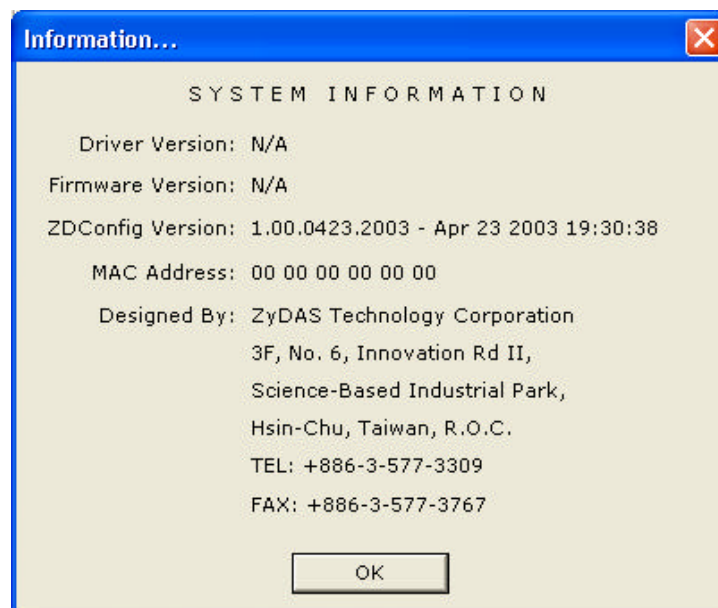 Information...
SYSTEM INFORMATION
Driver Version: N/A
Firmware Version: N/A
ZDConfig Version: 1.00.0423.2003 - Apr 23 2003 19:30:38
MAC Address: 00 00 00 00 00 00
Designed By: ZyDAS Technology Corporation
3F, No. 6, Innovation Rd II,
Science-Based Industrial Park,
Hsin-Chu, Taiwan, R.O.C.
TEL: +886-3-577-3309
FAX: +886-3-577-3767
OK